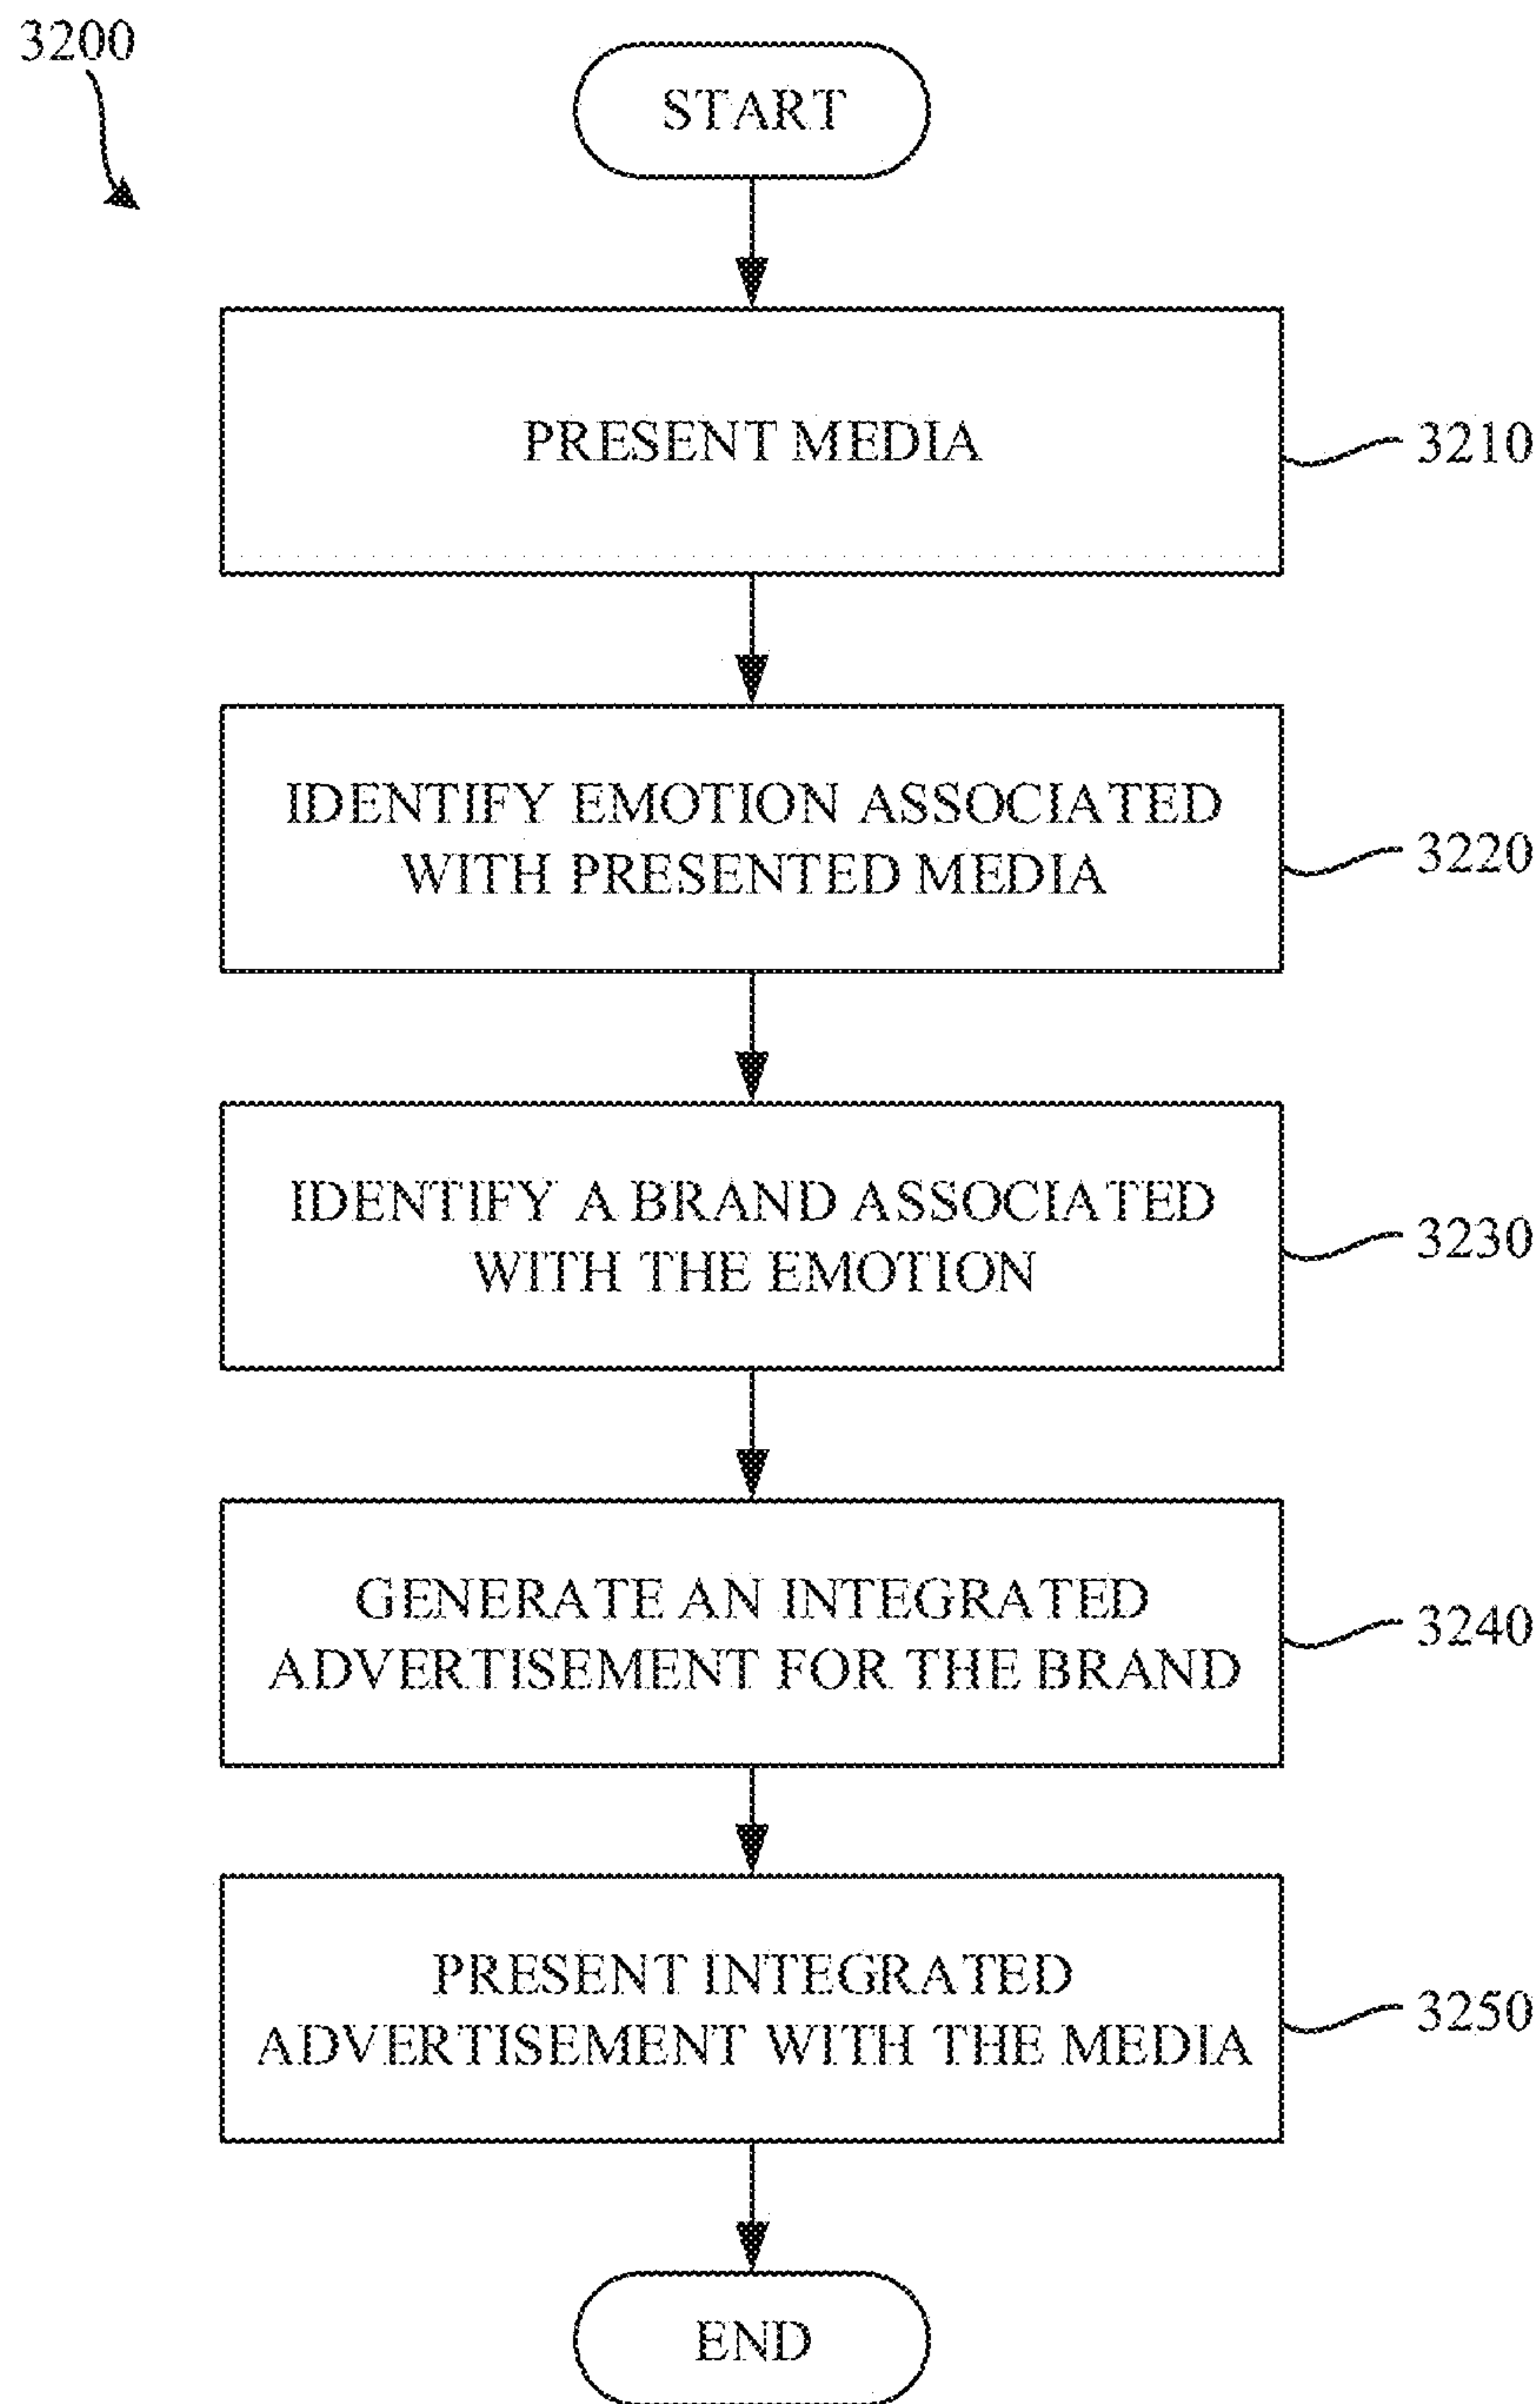 3200
START
PRESENT MEDIA
3210
IDENTIFY EMOTION ASSOCIATED
WITH PRESENTED MEDIA
3220
IDENTIFY A BRAND ASSOCIATED
WITH THE EMOTION
3230
GENERATE AN INTEGRATED
ADVERTISEMENT FOR THE BRAND
3240
PRESENT INTEGRATED
ADVERTISEMENT WITH THE MEDIA
3250
END